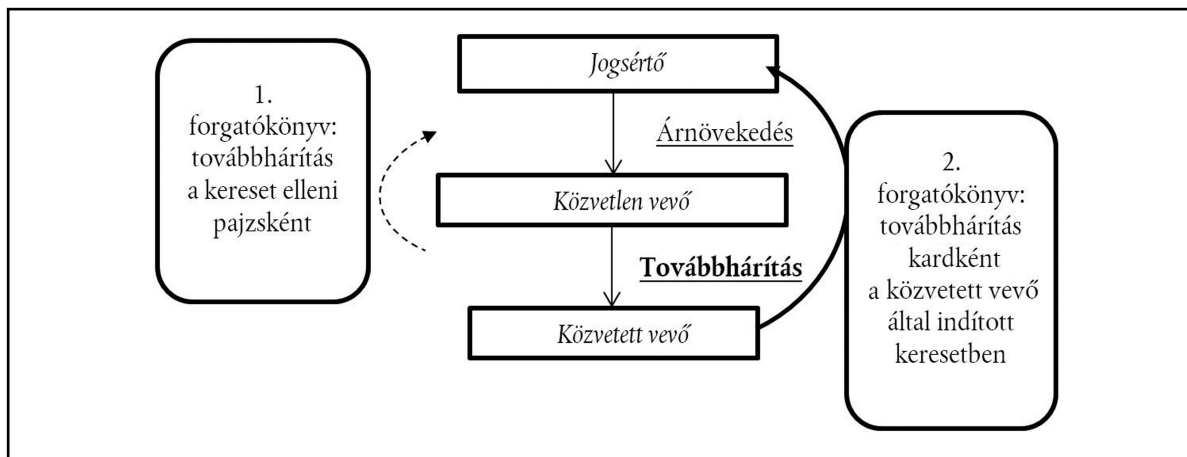 1.
forgatókönyv:
továbbhárítás
a kereset elleni
pajzsként
Jogsértő
Árnövekedés
Közvetlen vevő
Továbbhárítás
Közvetett vevő
2.
forgatókönyv:
továbbhárítás
kardként
a közvetett vevő
által indított
keresetben